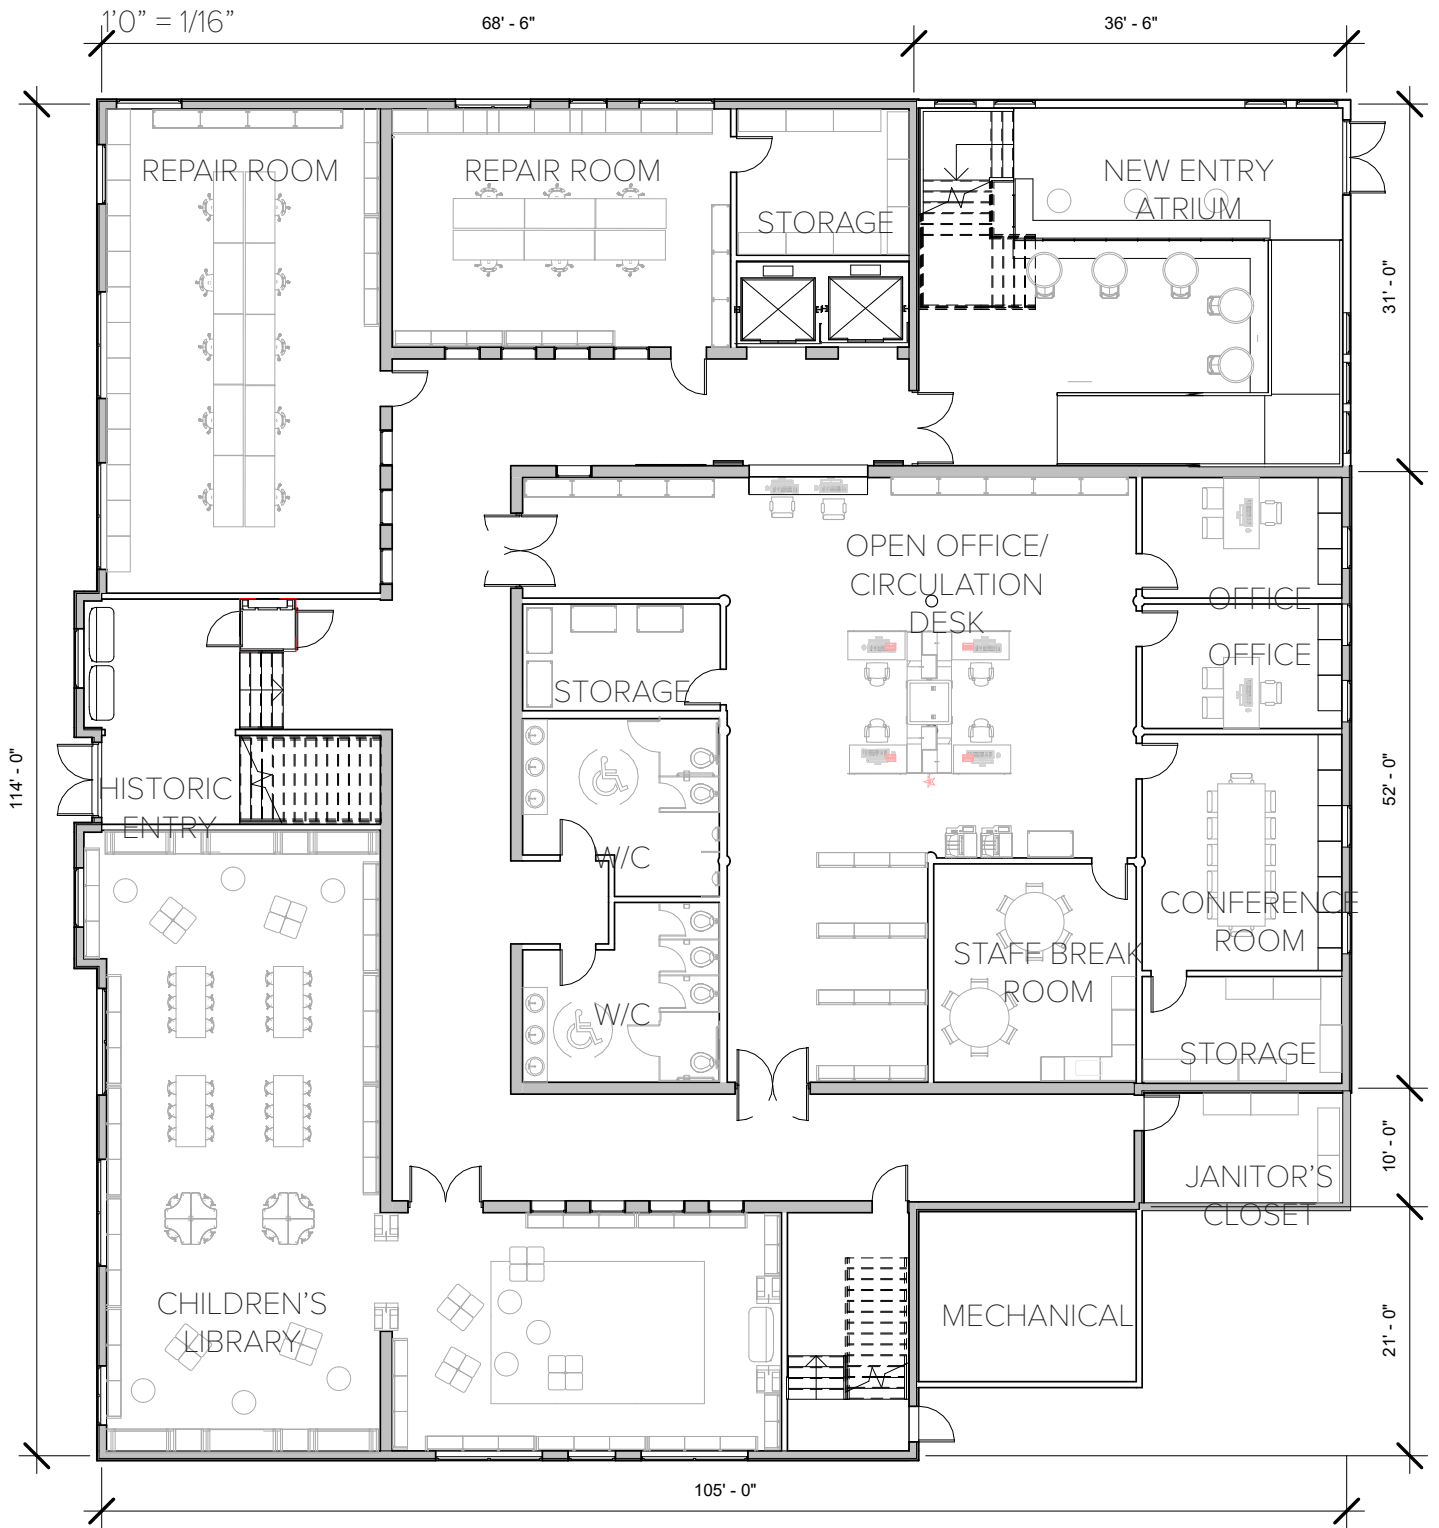 1’0” = 1/16”
68' - 6"
36' - 6"
REPAIR ROOM
REPAIR ROOM
STORAGE
NEW ENTRY
ATRIUM
31' - 0"
OPEN OFFICE/
CIRCULATION
DESK
OFFICE
OFFICE
STORAGE
114' - 0"
52' - 0"
HISTORIC
ENTRY
W/C
CONFERENCE
ROOM
STAFF BREAK
ROOM
W/C
STORAGE
10' - 0"
JANITOR’S
CLOSET
CHILDREN’S
LIBRARY
MECHANICAL
21' - 0"
105' - 0"